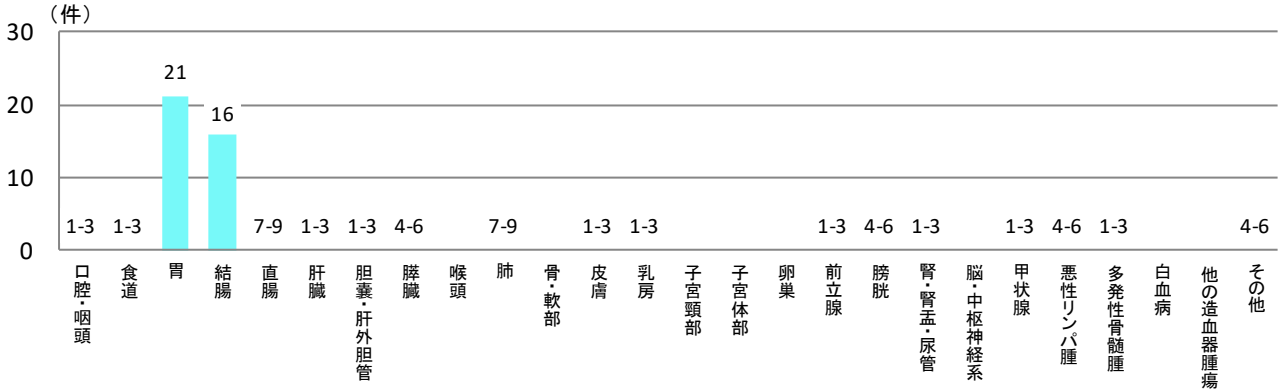 （件）
30
20
10
0
21
16
1-3
1-3
7-9
1-3
1-3
4-6
7-9
1-3
1-3
1-3
4-6
1-3
1-3
4-6
1-3
4-6
口腔・咽頭
食道
胃
結腸
直腸
肝臓
胆嚢・肝外胆管
膵臓
喉頭
肺
骨・軟部
皮膚
乳房
子宮頸部
子宮体部
卵巣
前立腺
膀胱
腎・腎盂・尿管
脳・中枢神経系
甲状腺
悪性リンパ腫
多発性骨髄腫
白血病
他の造血器腫瘍
その他